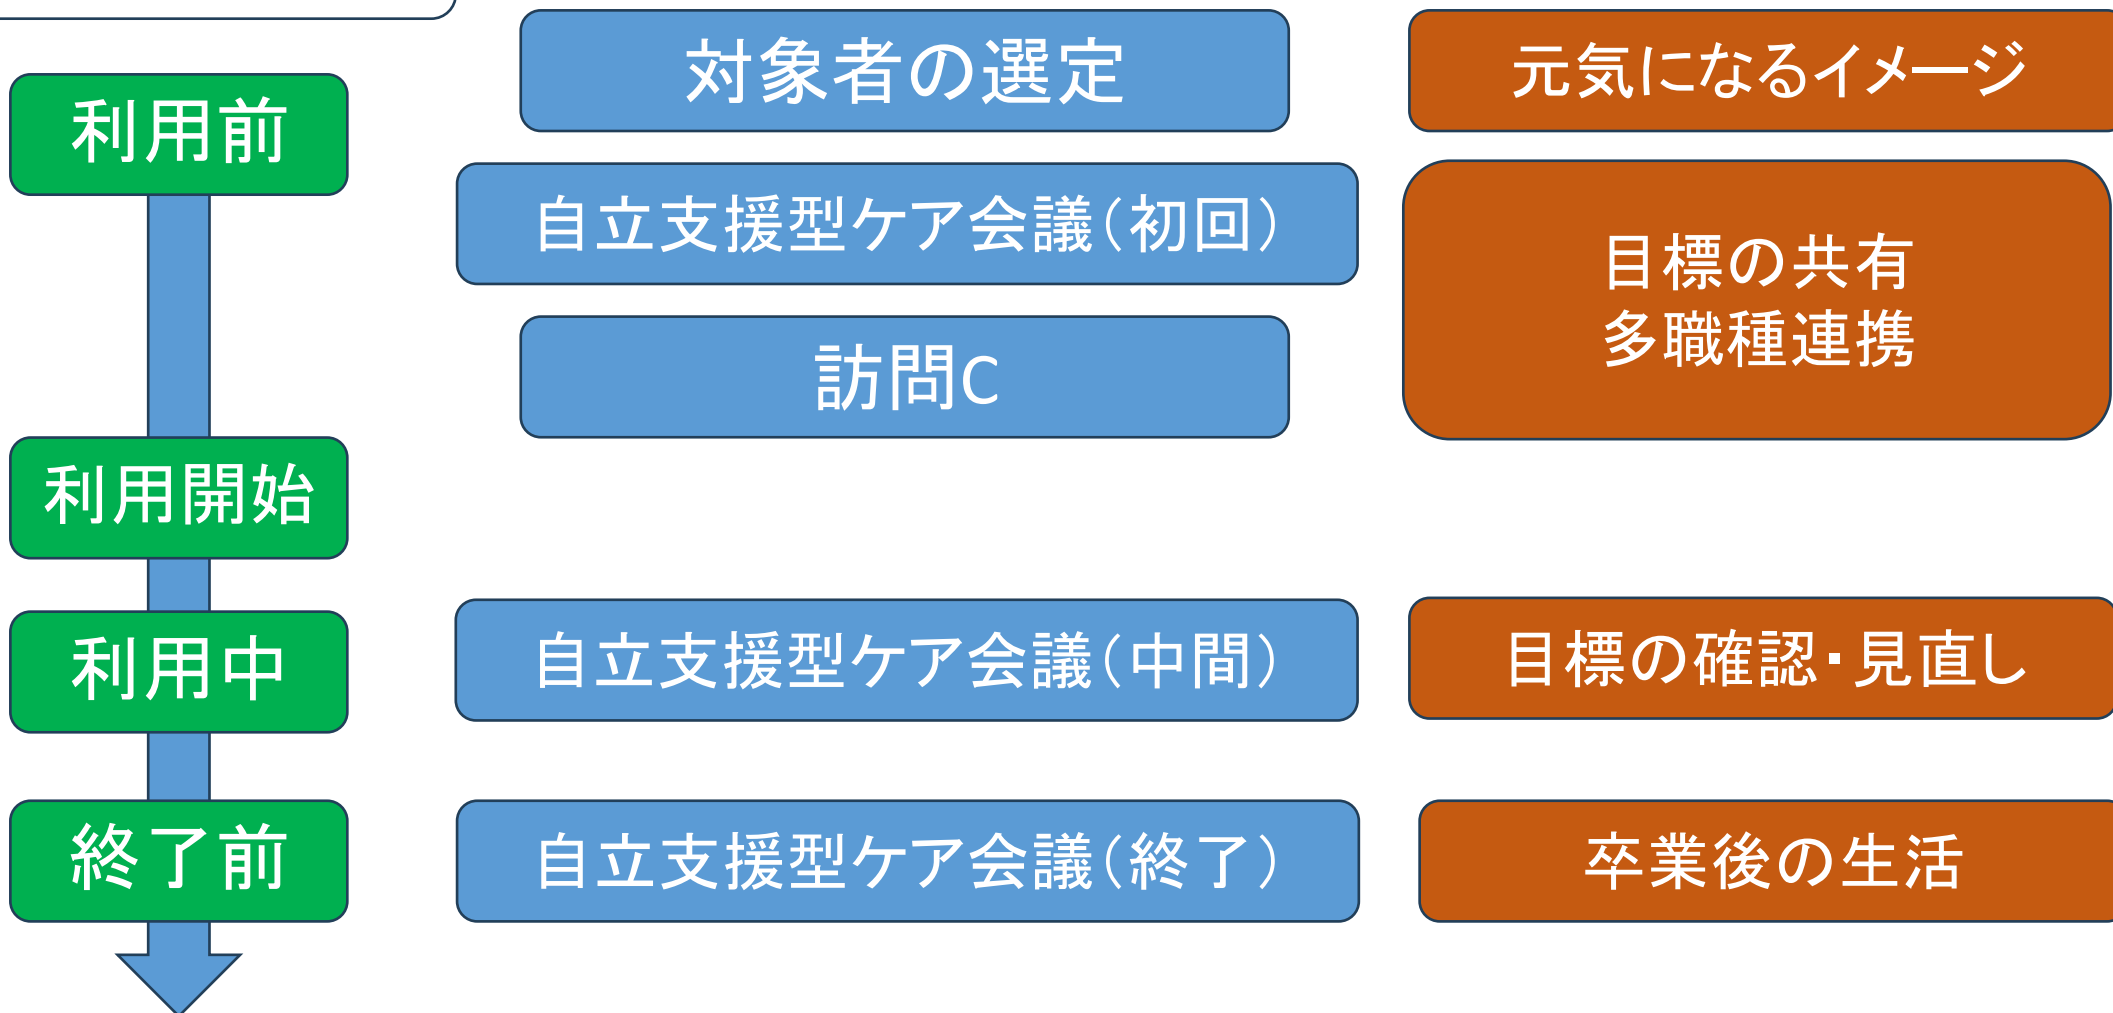 利用前
対象者の選定
元気になるイメージ
自立支援型ケア会議（初回）
訪問C
目標の共有
多職種連携
利用開始
利用中
自立支援型ケア会議（中間）
目標の確認・見直し
終了前
自立支援型ケア会議（終了）
卒業後の生活